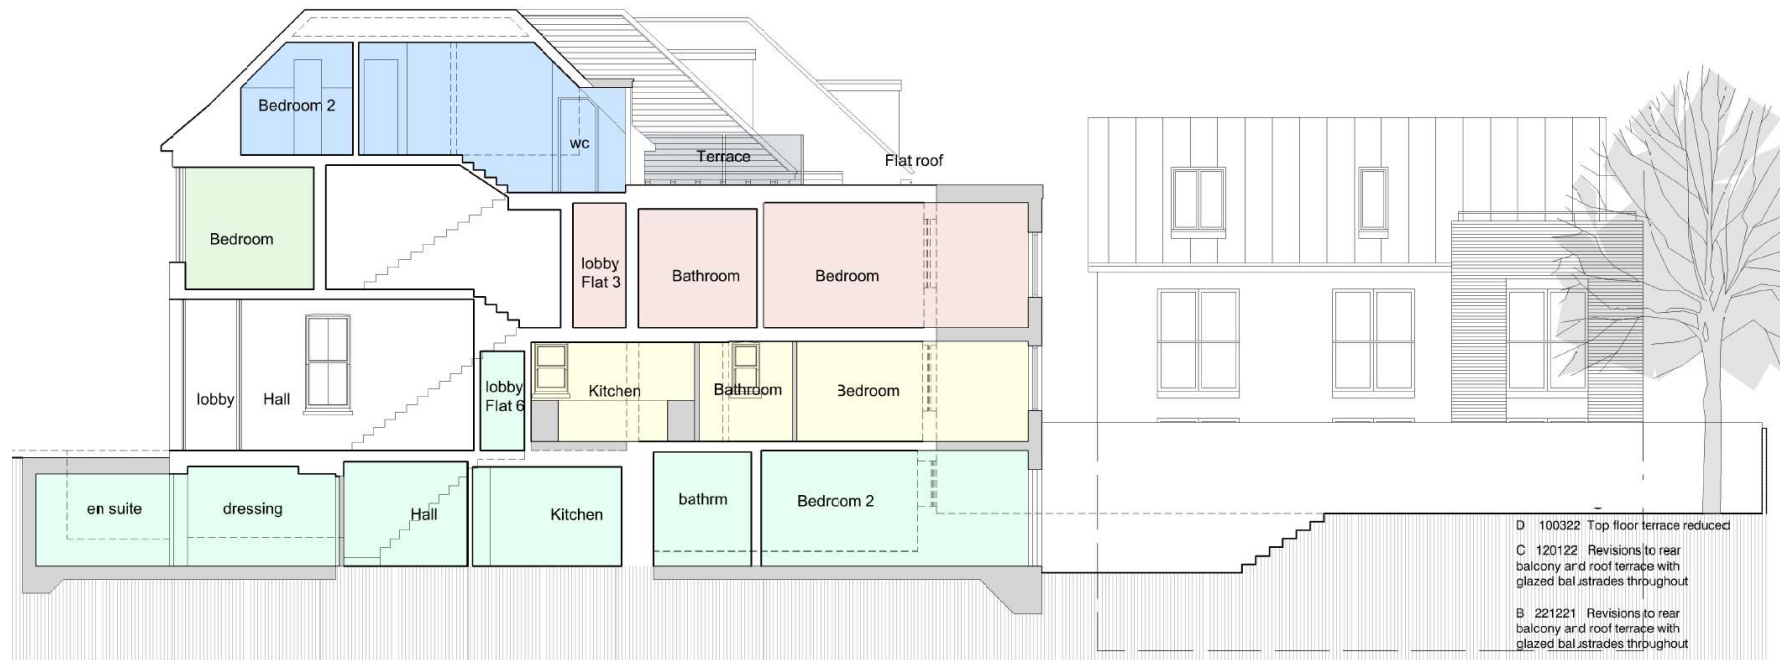 Bedroom 2
wc
Terrace
Flat roof
Bedroom
lobby
Flat 3
Bathroom
Bedroom
lobby
Hall
lobby
Flat 6
Kitchen
Bathroom
Bedroom
en suite
dressing
Hall
Kitchen
bathrm
Bedroom 2
D 100322 Top floor terrace reduced
C 120122 Revisions to rear
balcony and roof terrace with
glazed balustrades throughout
B 221221 Revisions to rear
balcony and roof terrace with
glazed balustrades throughout